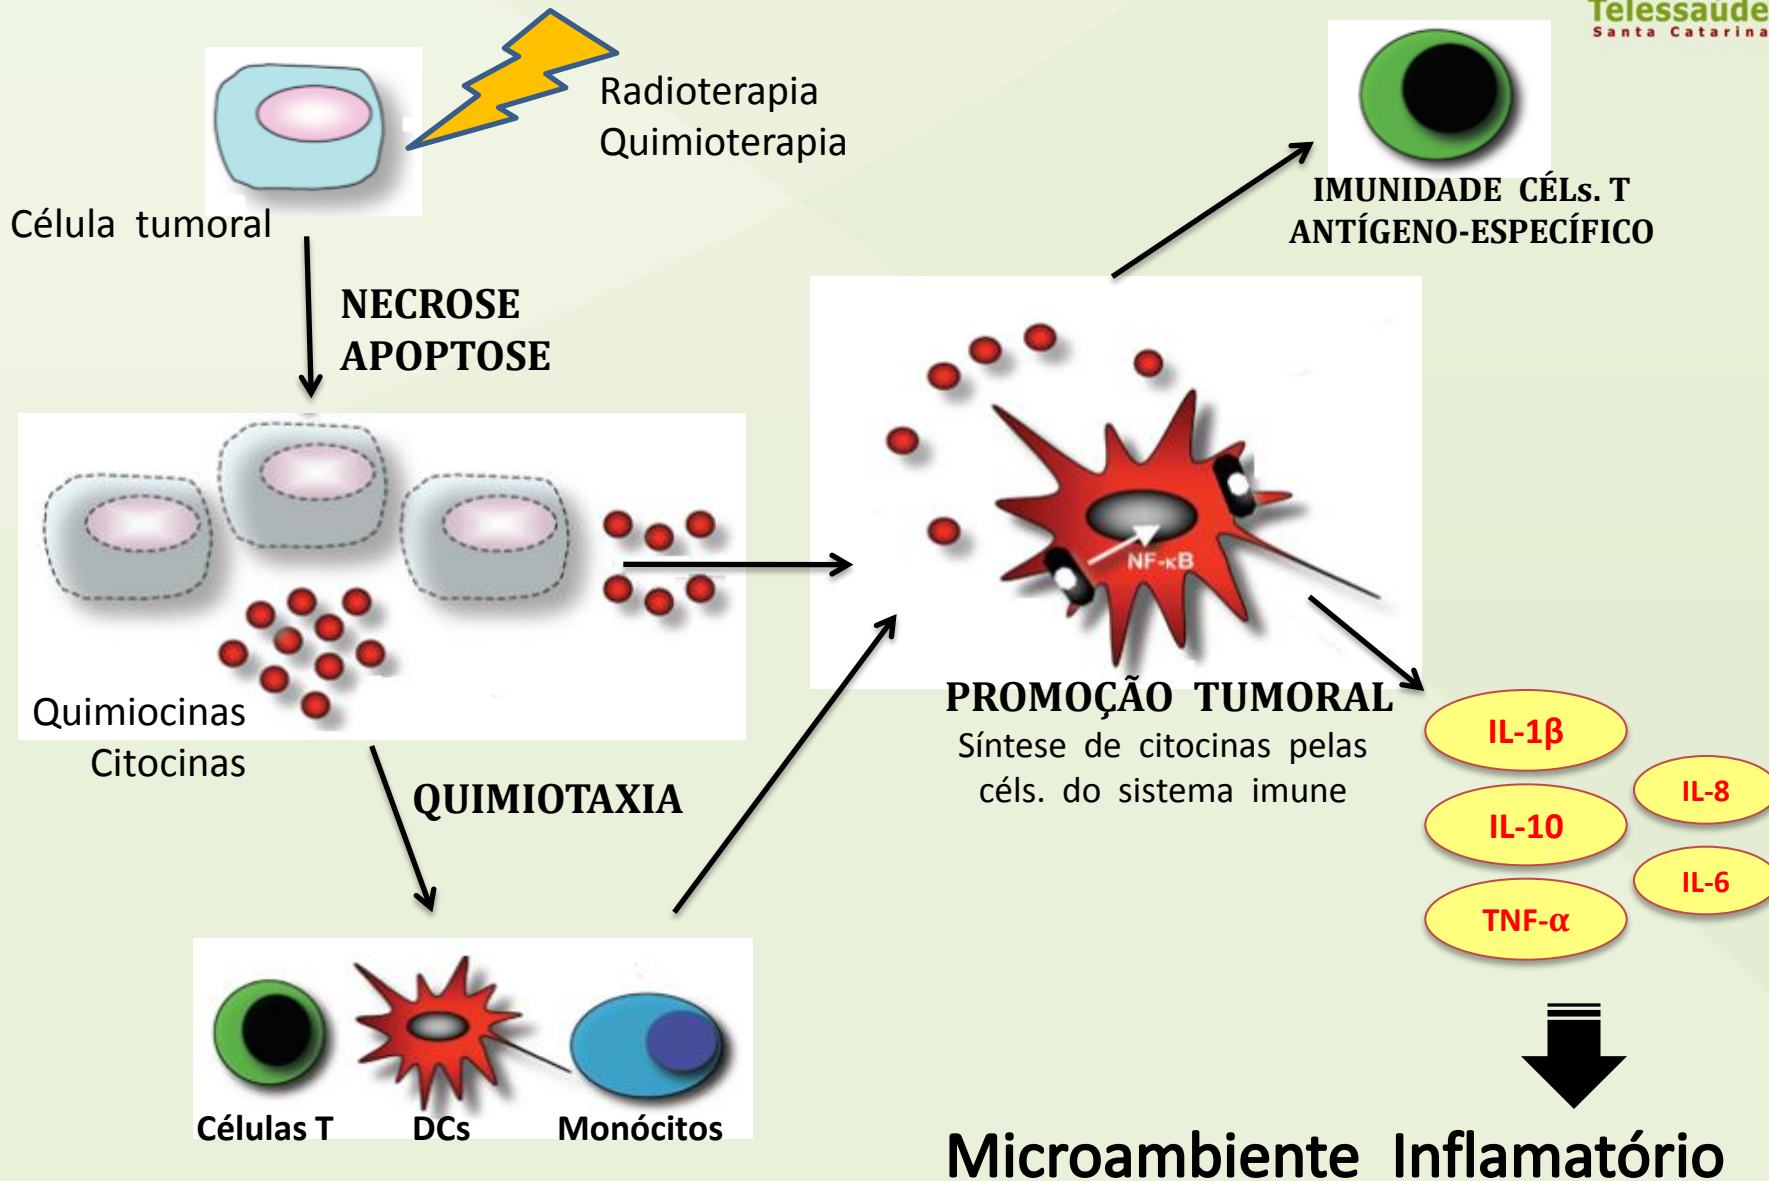 Telessaúde
Santa Catarina
Radioterapia
Quimioterapia
Célula tumoral
IMUNIDADE CÉLs. T
ANTÍGENO-ESPECÍFICO
NECROSE
APOPTOSE
NF-κB
Quimiocinas
Citocinas
PROMOÇÃO TUMORAL
Síntese de citocinas pelas
céls. do sistema imune
QUIMIOTAXIA
IL-1β
IL-8
IL-10
IL-6
TNF-α
Células T
DCs
Monócitos
Microambiente Inflamatório